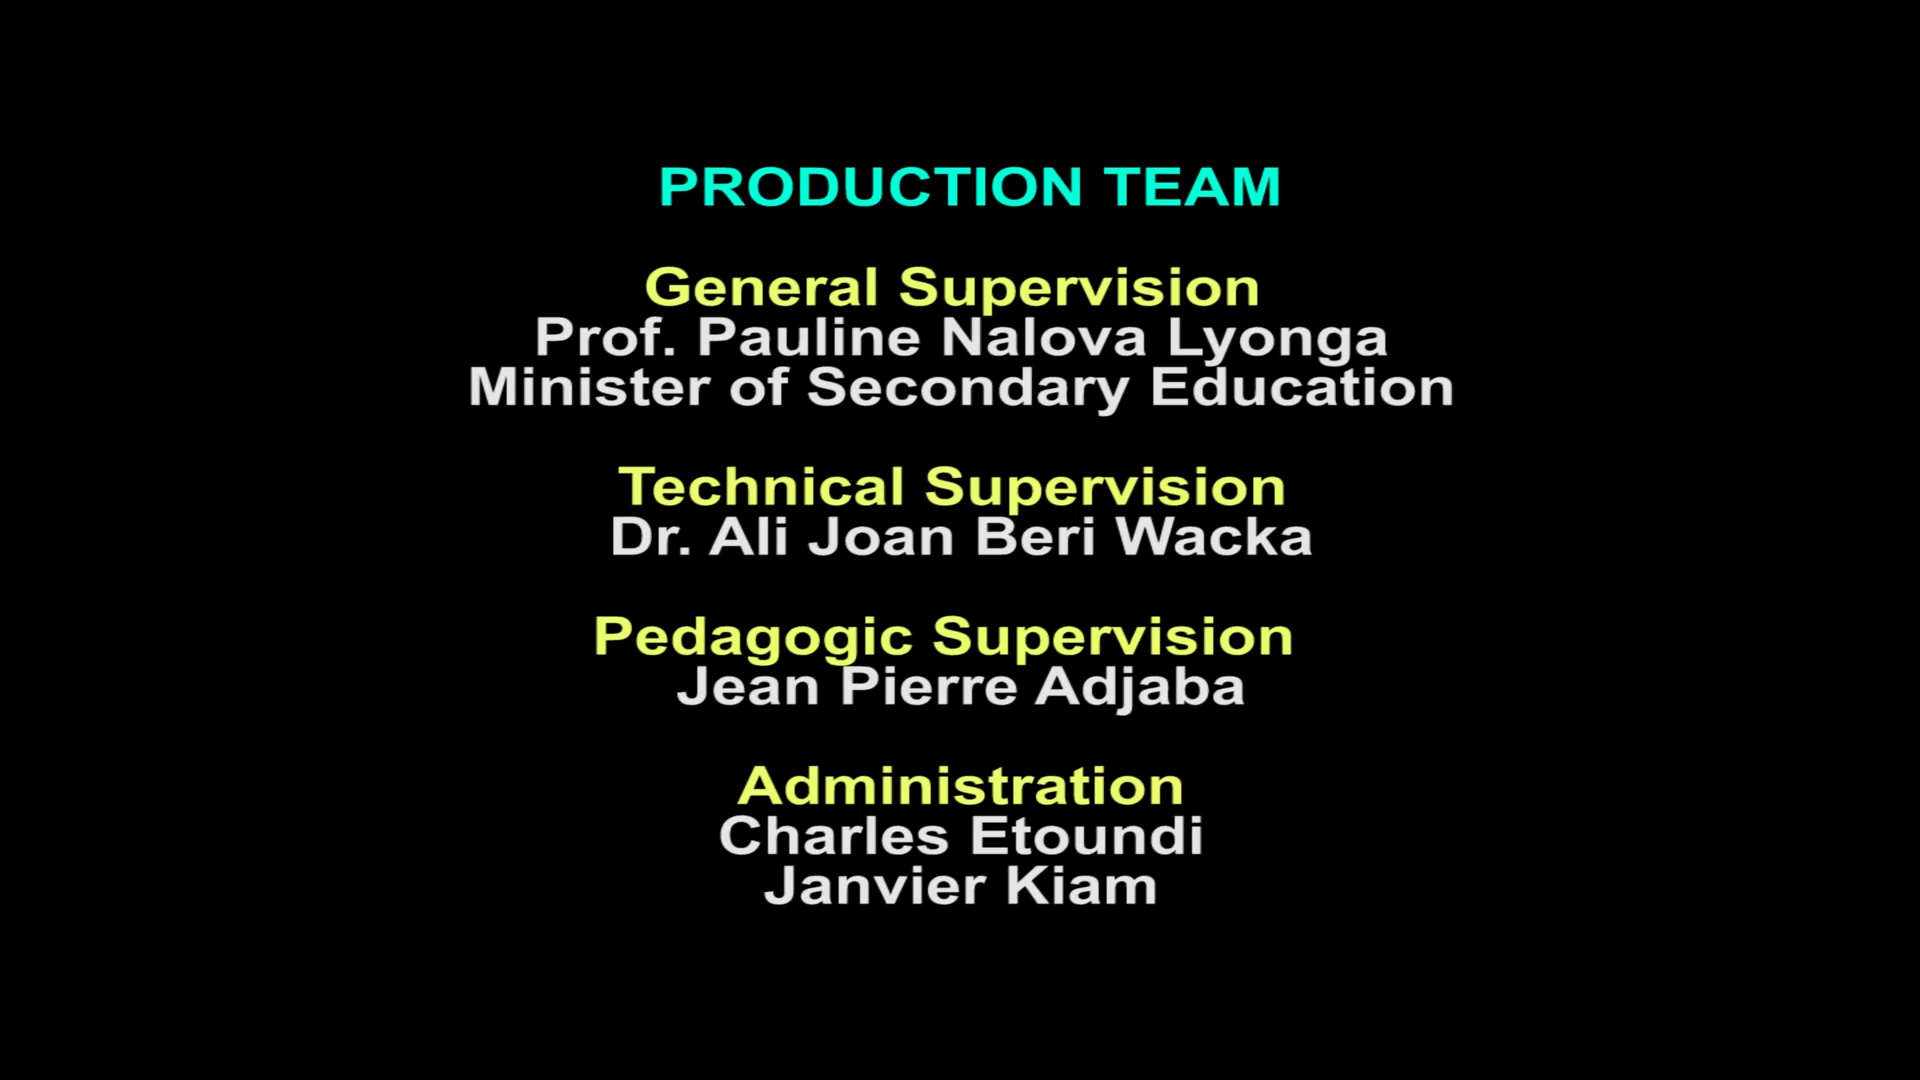 PRODUCTION TEAM
General Supervision
Prof. Pauline Nalova Lyonga
Minister of Secondary Education
Technical Supervision
Dr. Ali Joan Beri Wacka
Pedagogic Supervision
Jean Pierre Adjaba
Administration
Charles Etoundi
Janvier Kiam